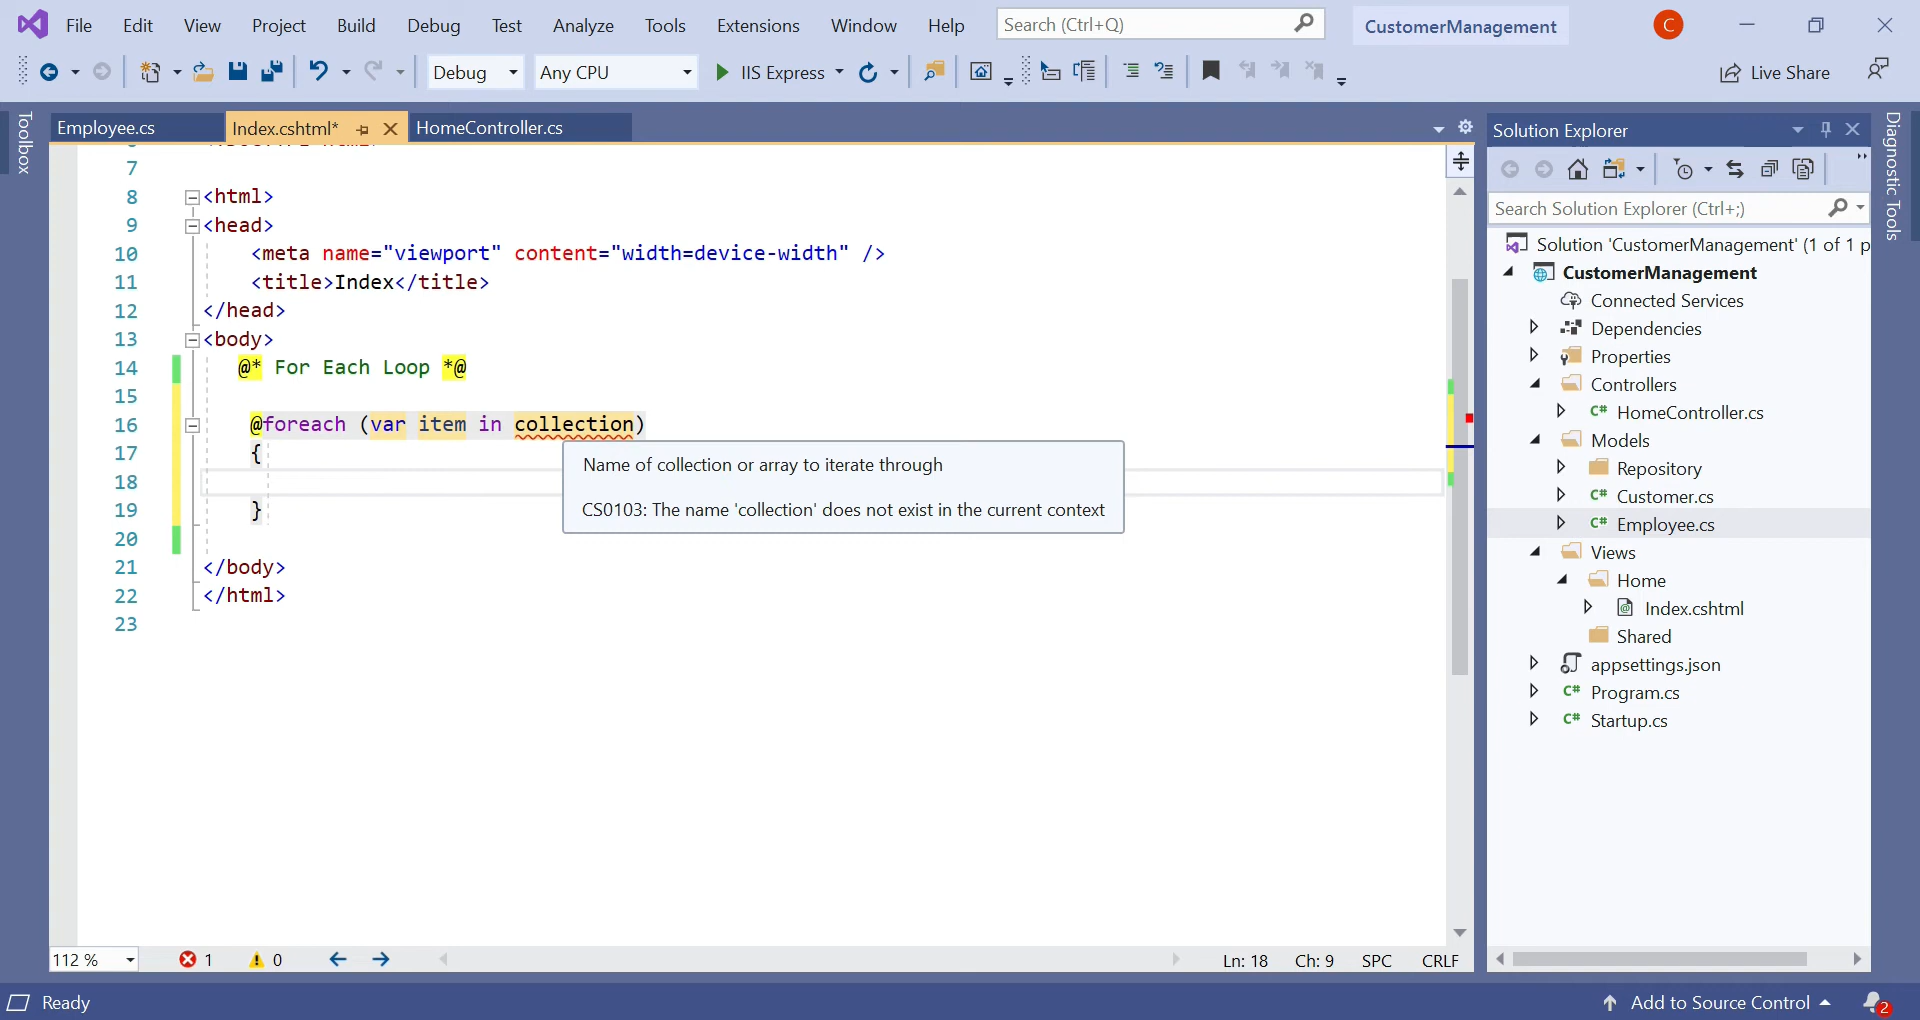 File Edit View Project Build Debug Test Analyze Tools Extensions Window Help Search (Ctrl+Q) CustomerManagement C
Debug Any CPU IIS Express Live Share
Toolbox
Employee.cs Index.cshtml* HomeController.cs
7
8 <html>
9 <head>
10 <meta name="viewport" content="width=device-width" />
11 <title>Index</title>
12 </head>
13 <body>
14 @* For Each Loop *@
15
16 @foreach (var item in collection)
17 {
18
19 }
20
21 </body>
22 </html>
23
Name of collection or array to iterate through
CS0103: The name 'collection' does not exist in the current context
112 % 1 0 Ln: 18 Ch: 9 SPC CRLF
Solution Explorer
Search Solution Explorer (Ctrl+;)
Solution 'CustomerManagement' (1 of 1 p
CustomerManagement
Connected Services
Dependencies
Properties
Controllers
C# HomeController.cs
Models
Repository
C# Customer.cs
C# Employee.cs
Views
Home
Index.cshtml
Shared
appsettings.json
C# Program.cs
C# Startup.cs
Diagnostic Tools
Ready Add to Source Control 2